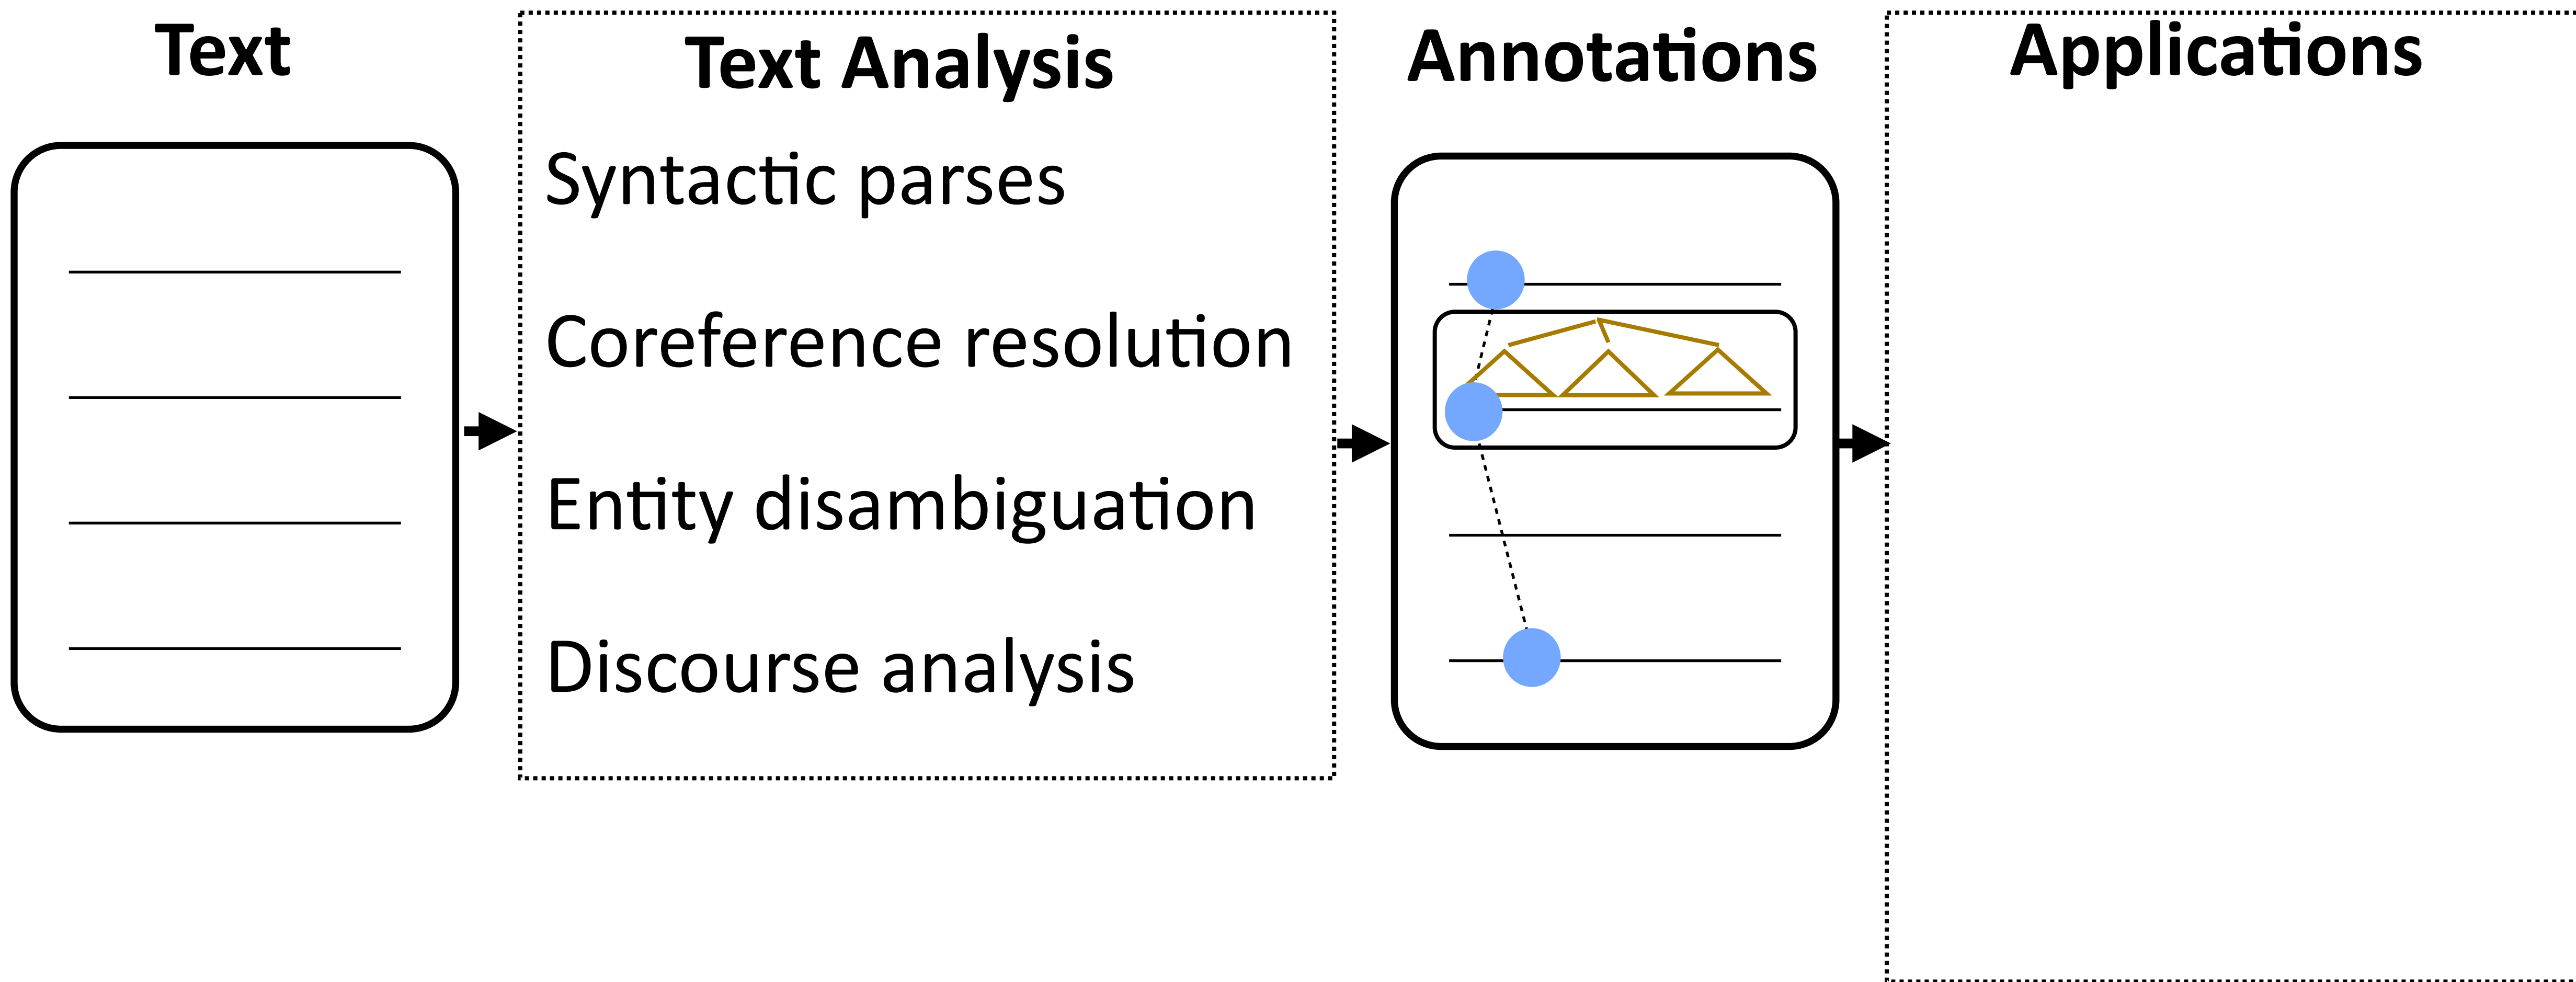 Text
Text Analysis
Syntactic parses
Coreference resolution
Entity disambiguation
Discourse analysis
Annotations
Applications